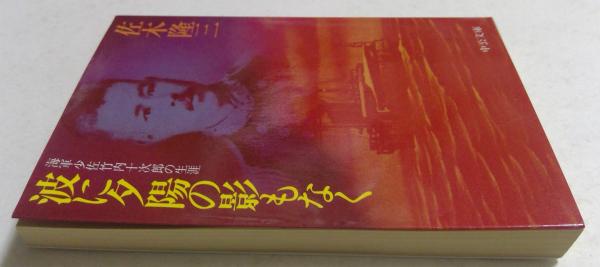 波に夕陽の影もなく
海軍少佐竹内十次郎の生涯
佐木隆三
中公文庫